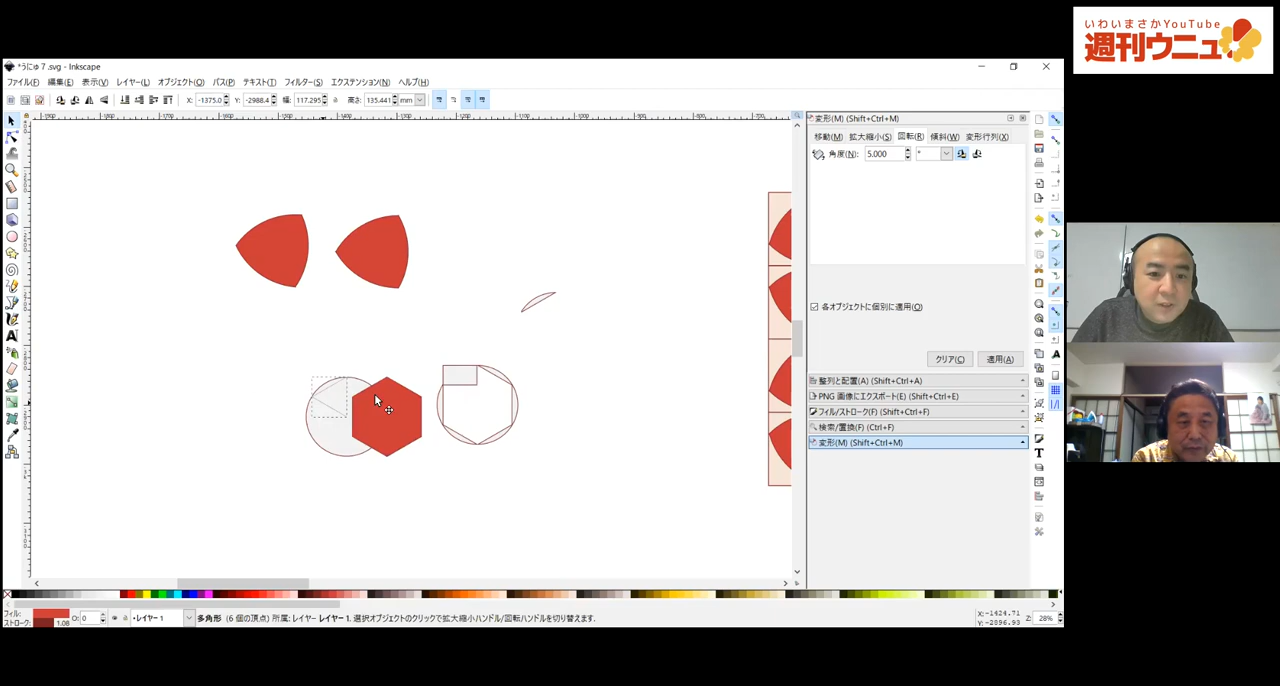 いわいまさかYouTube
週刊ウニュ
*うにゅ７.svg - Inkscape
ファイル(F) 編集(E) 表示(V) レイヤー(L) オブジェクト(O) パス(P) テキスト(T) フィルター(S) エクステンション(N) ヘルプ(H)
X: -1375.0 Y: -2988.4 幅: 117.295 高さ: 135.441 mm
変形(M) (Shift+Ctrl+M)
移動(M) 拡大縮小(S) 回転(R) 傾斜(W) 変形行列(X)
角度(N): 5.000 °
各オブジェクトに個別に適用(O)
クリア(C) 適用(A)
整列と配置(A) (Shift+Ctrl+A)
PNG 画像にエクスポート(E) (Shift+Ctrl+E)
フィル/ストローク(F) (Shift+Ctrl+F)
検索/置換(F) (Ctrl+F)
変形(M) (Shift+Ctrl+M)
フィル: O: 0 レイヤー 1 多角形 (6 個の頂点) 所属: レイヤー レイヤー 1. 選択オブジェクトのクリックで拡大縮小ハンドル/回転ハンドルを切り替えます. X:-1424.71 Z: 28%
ストローク: 1.08 Y:-2896.93